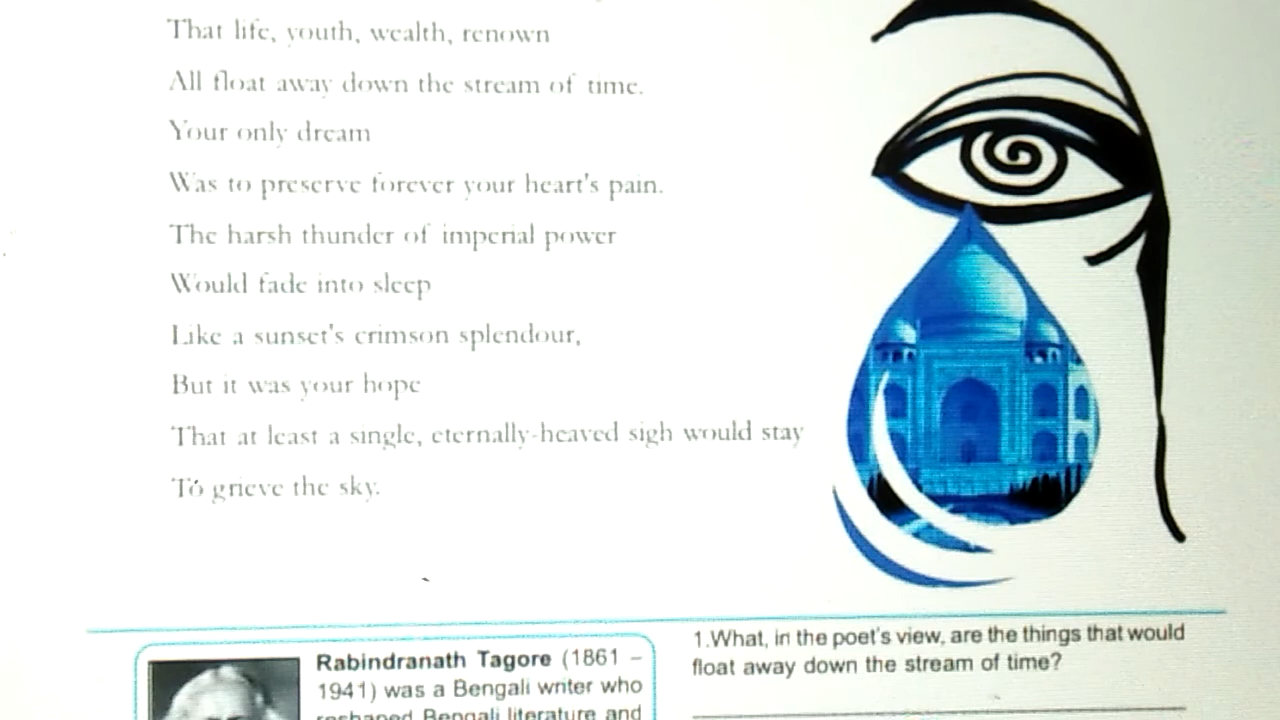 That life, youth, wealth, renown
All float away down the stream of time.
Your only dream
Was to preserve forever your heart's pain.
The harsh thunder of imperial power
Would fade into sleep
Like a sunset's crimson splendour,
But it was your hope
That at least a single, eternally-heaved sigh would stay
To grieve the sky.
Rabindranath Tagore (1861 –
1941) was a Bengali writer who
reshaped Bengali literature and
1.What, in the poet's view, are the things that would
float away down the stream of time?